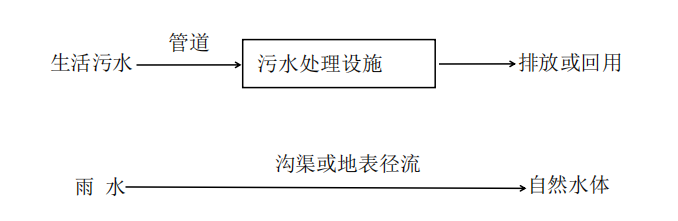 管道
生活污水
污水处理设施
排放或回用
沟渠或地表径流
雨 水
自然水体